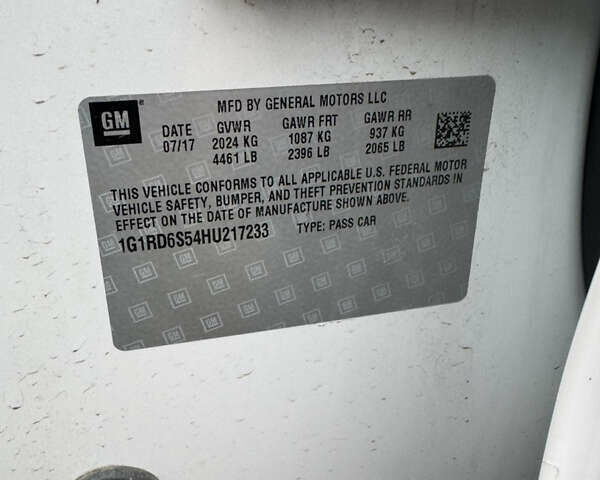 GM
MFD BY GENERAL MOTORS LLC
DATE GVWR GAWR FRT GAWR RR
07/17 2024 KG 1087 KG 937 KG
4461 LB 2396 LB 2065 LB
THIS VEHICLE CONFORMS TO ALL APPLICABLE U.S. FEDERAL MOTOR
VEHICLE SAFETY, BUMPER, AND THEFT PREVENTION STANDARDS IN
EFFECT ON THE DATE OF MANUFACTURE SHOWN ABOVE.
1G1RD6S54HU217233 TYPE: PASS CAR